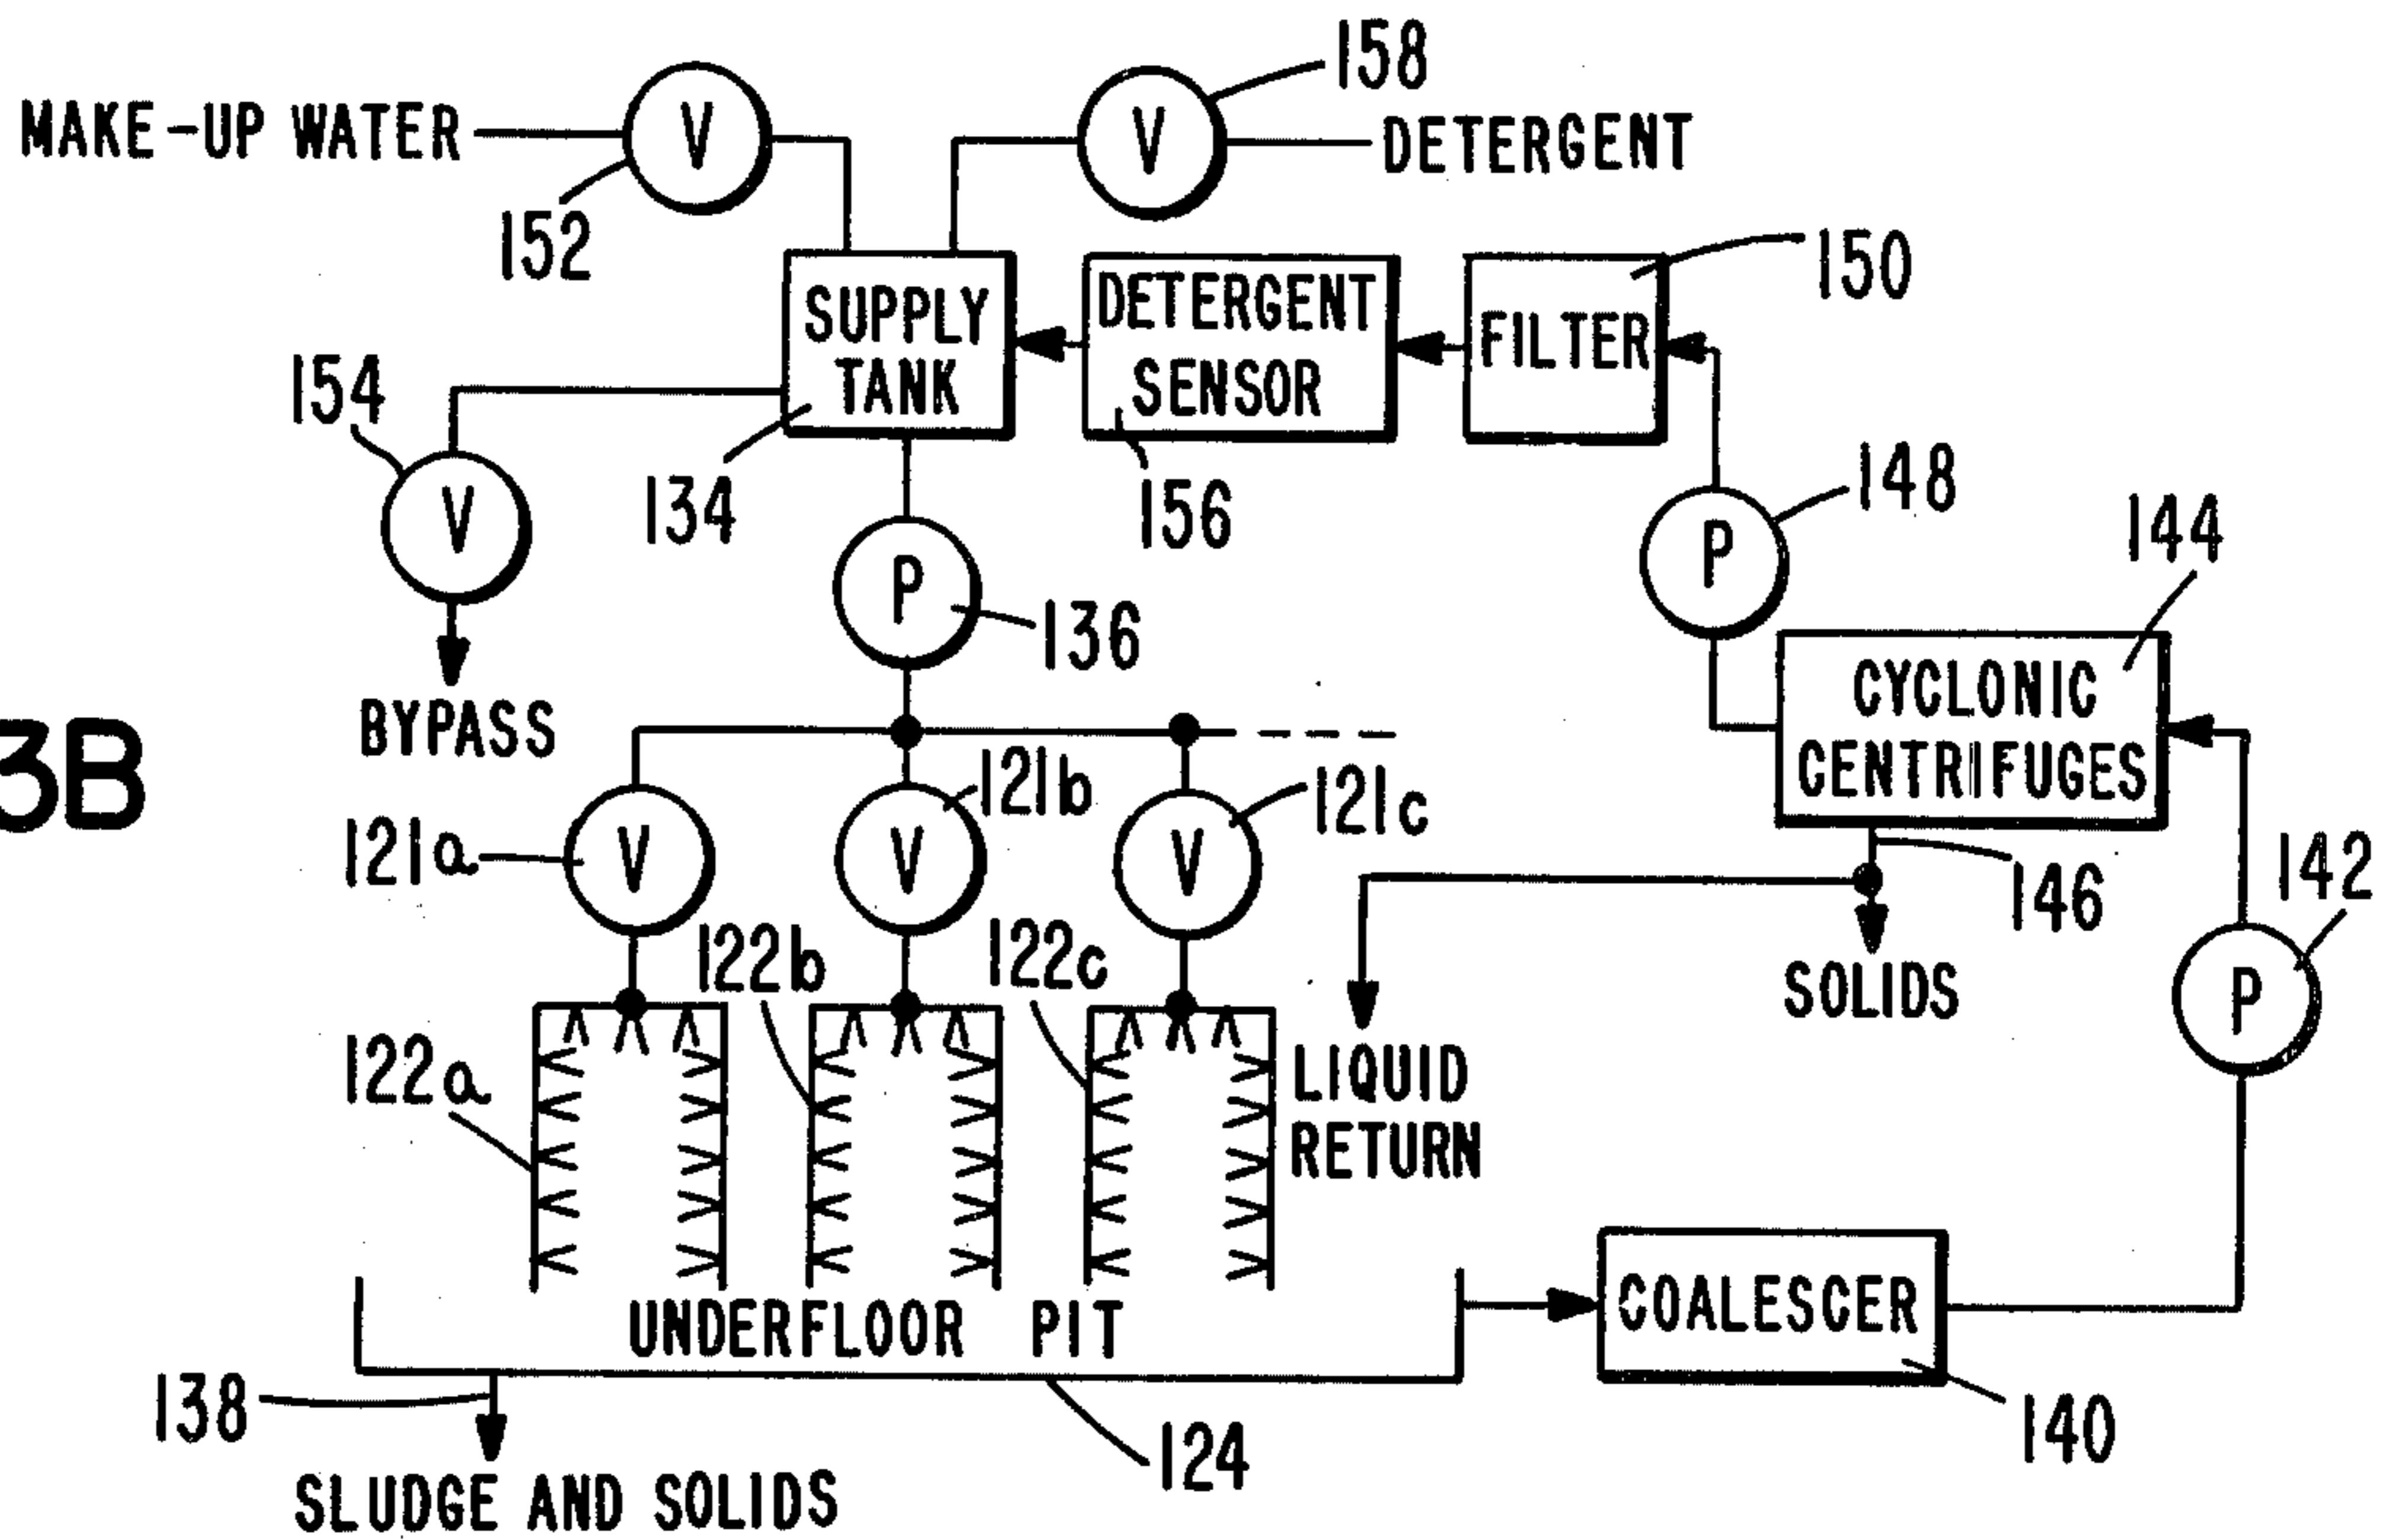 158
MAKE-UP WATER
V
V
DETERGENT
152
150
SUPPLY
TANK
DETERGENT
SENSOR
FILTER
154
134
156
148
144
V
P
P
136
CYCLONIC
CENTRIFUGES
BYPASS
3B
121b
121c
121a
V
V
V
146
142
122b
122c
SOLIDS
P
122a
LIQUID
RETURN
COALESCER
UNDERFLOOR PIT
138
124
140
SLUDGE AND SOLIDS